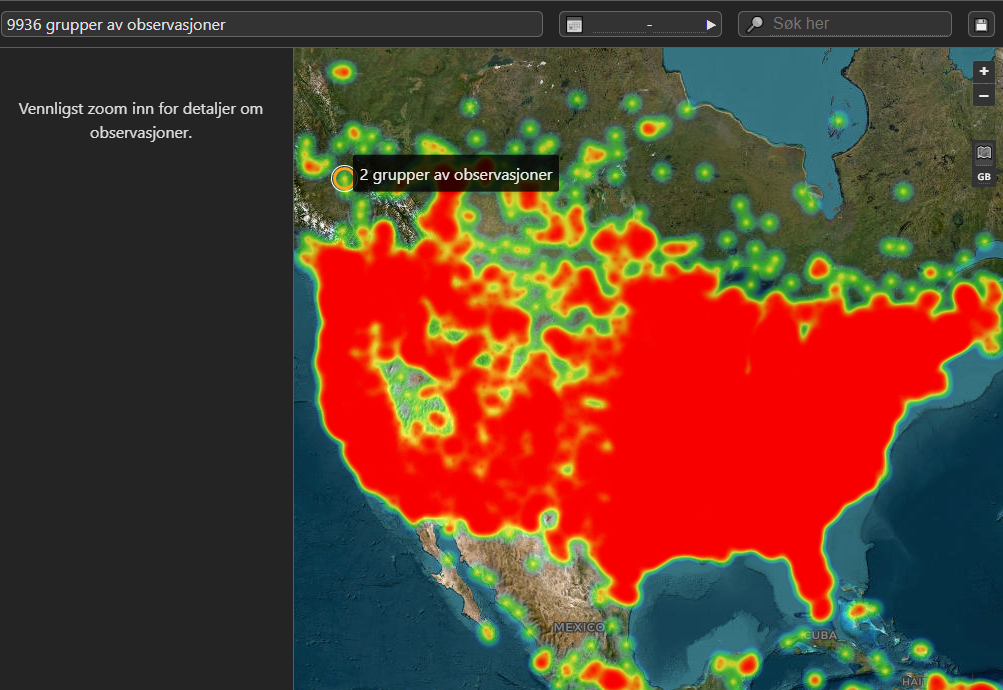 9936 grupper av observasjoner
-
Søk her
Vennligst zoom inn for detaljer om
observasjoner.
+
−
GB
2 grupper av observasjoner
MEXICO
CUBA
HAIT